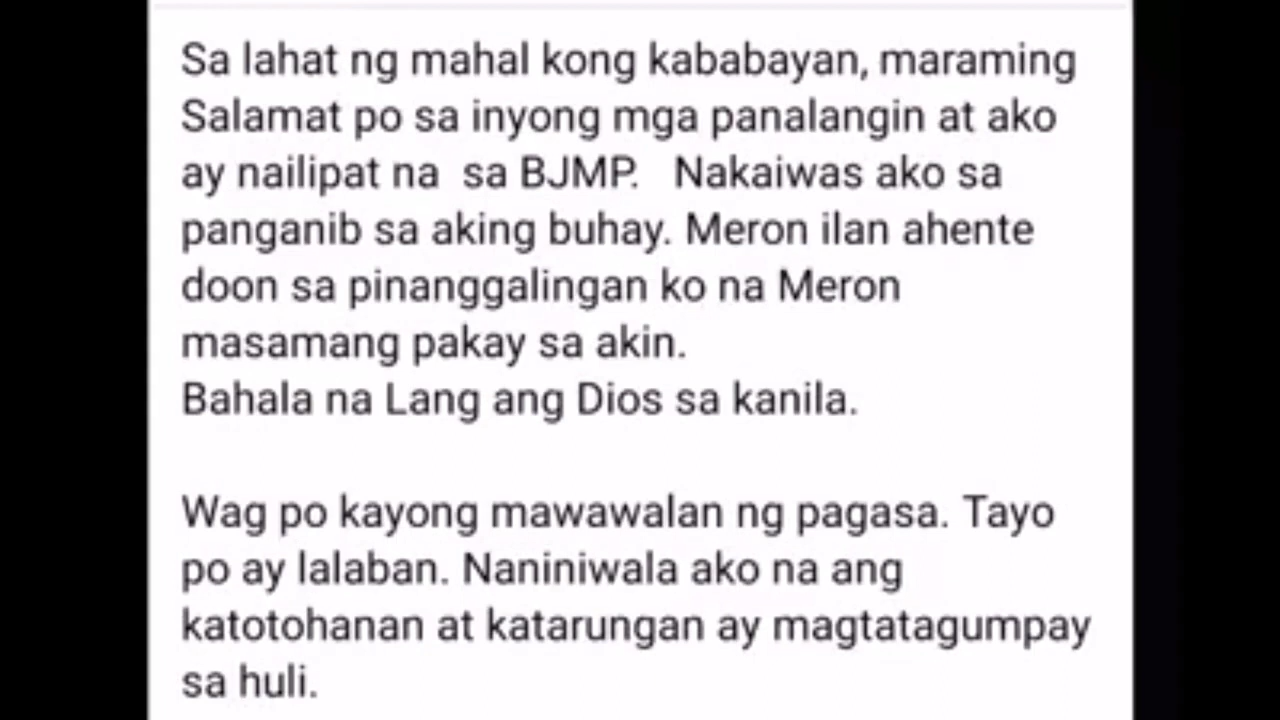 Sa lahat ng mahal kong kababayan, maraming
Salamat po sa inyong mga panalangin at ako
ay nailipat na  sa BJMP.   Nakaiwas ako sa
panganib sa aking buhay. Meron ilan ahente
doon sa pinanggalingan ko na Meron
masamang pakay sa akin.
Bahala na Lang ang Dios sa kanila.

Wag po kayong mawawalan ng pagasa. Tayo
po ay lalaban. Naniniwala ako na ang
katotohanan at katarungan ay magtatagumpay
sa huli.